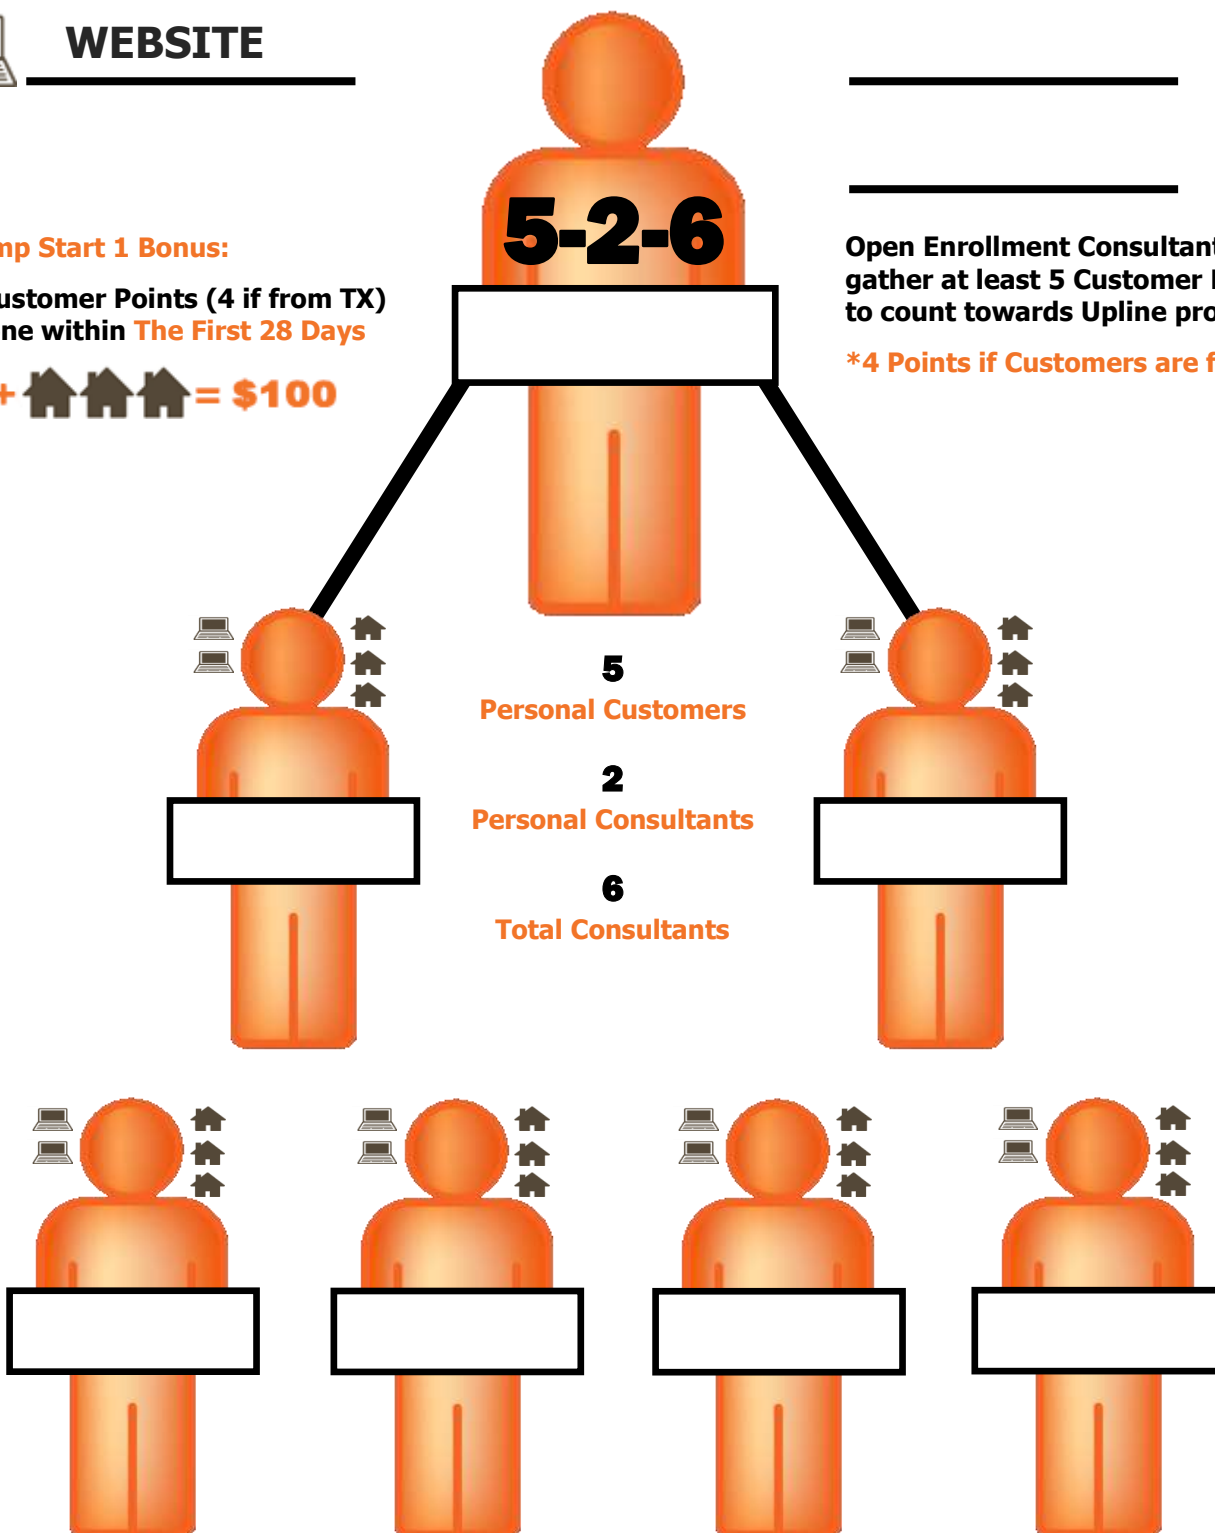 WEBSITE
5-2-6
mp Start 1 Bonus:
ustomer Points (4 if from TX)
ne within The First 28 Days
+ = $100
Open Enrollment Consultant
gather at least 5 Customer
to count towards Upline pro
*4 Points if Customers are f
5
Personal Customers
2
Personal Consultants
6
Total Consultants